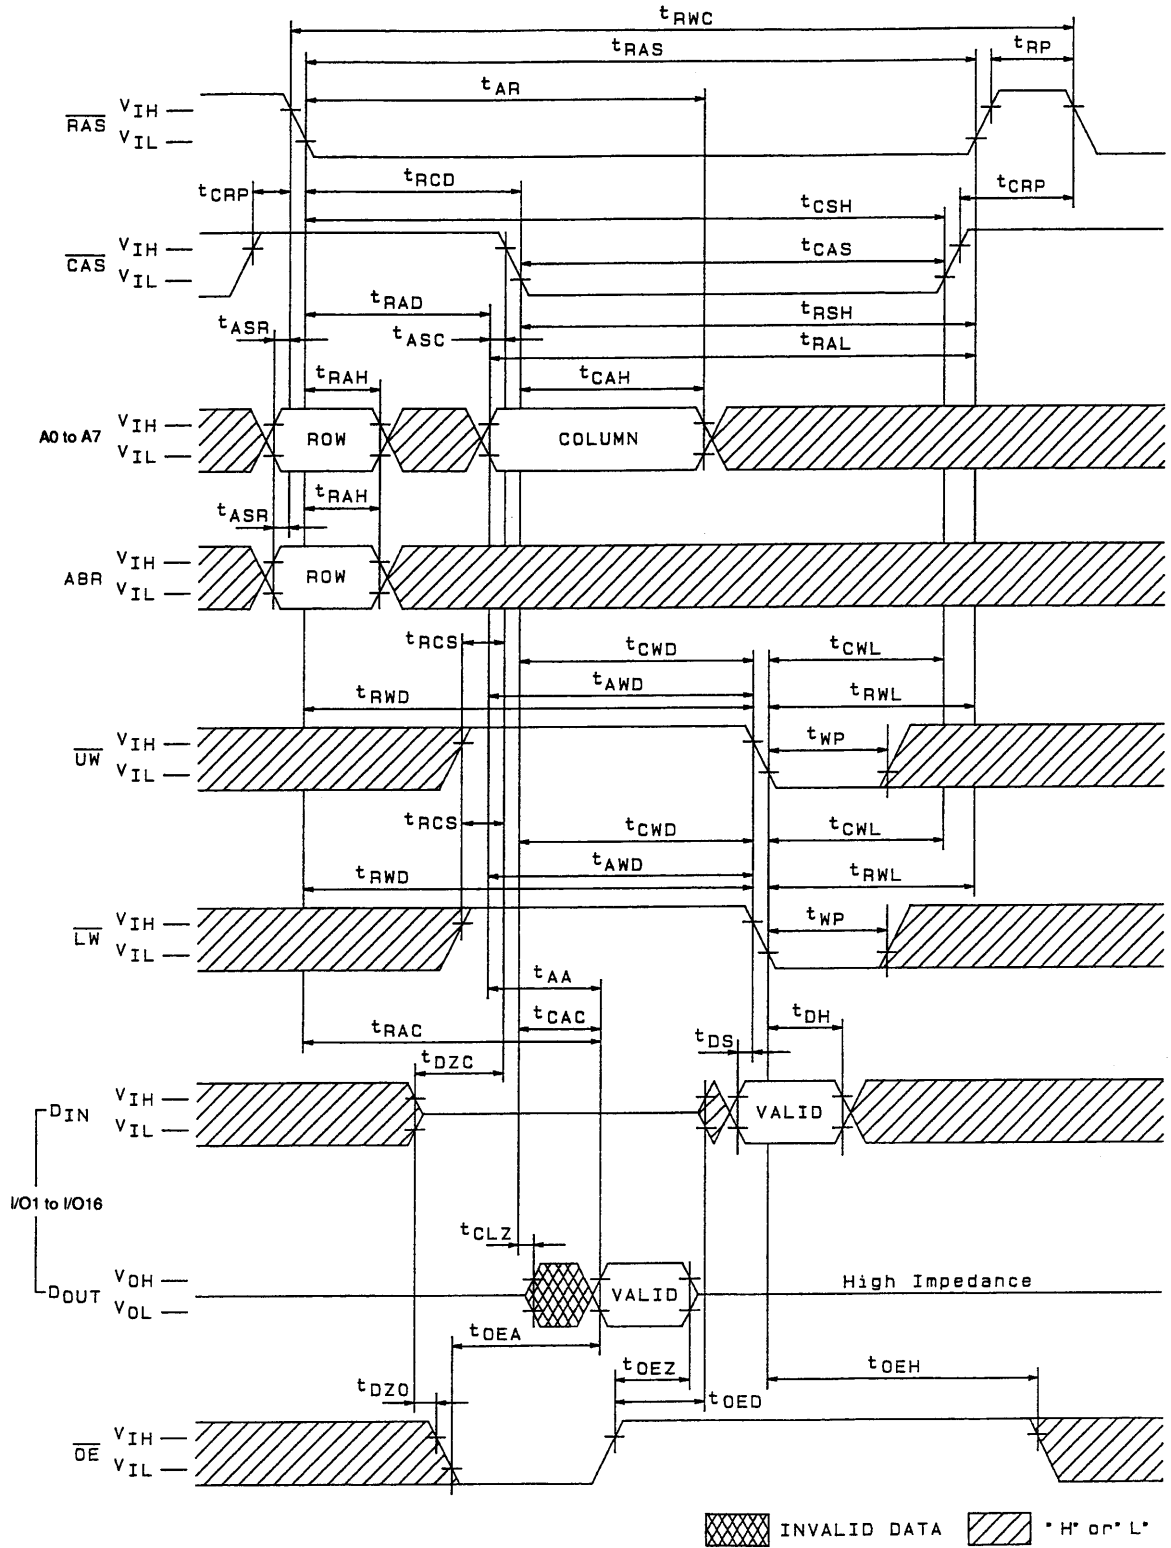 tRWC
tRAS
tRP
tAR
RAS
VIH
VIL
tCRP
tRCD
tCRP
tCSH
CAS
VIH
VIL
tCAS
tRAD
tRSH
tASR
tASC
tRAL
tRAH
tCAH
A0 to A7
VIH
VIL
ROW
COLUMN
tRAH
tASR
A8R
VIH
VIL
ROW
tRCS
tCWD
tCWL
tAWD
tRWD
tRWL
UW
VIH
VIL
tWP
tRCS
tCWD
tCWL
tAWD
tRWD
tRWL
LW
VIH
VIL
tWP
tAA
tCAC
tDH
tRAC
tDS
tDZC
DIN
VIH
VIL
VALID
I/O1 to I/O16
tCLZ
DOUT
VOH
VOL
VALID
High Impedance
tOEA
tOEZ
tOEH
tDZO
tOED
OE
VIH
VIL
INVALID DATA
"H" or "L"